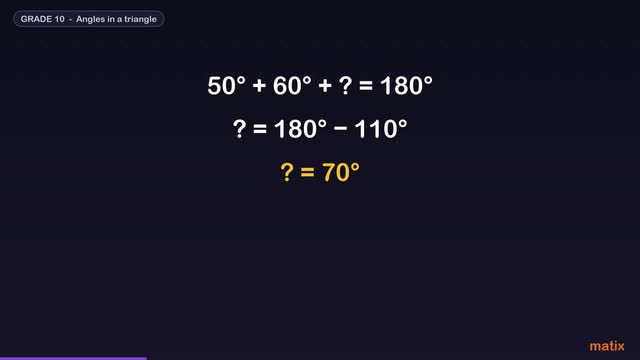 GRADE 10 - Angles in a triangle
50° + 60° + ? = 180°
? = 180° − 110°
? = 70°
matix